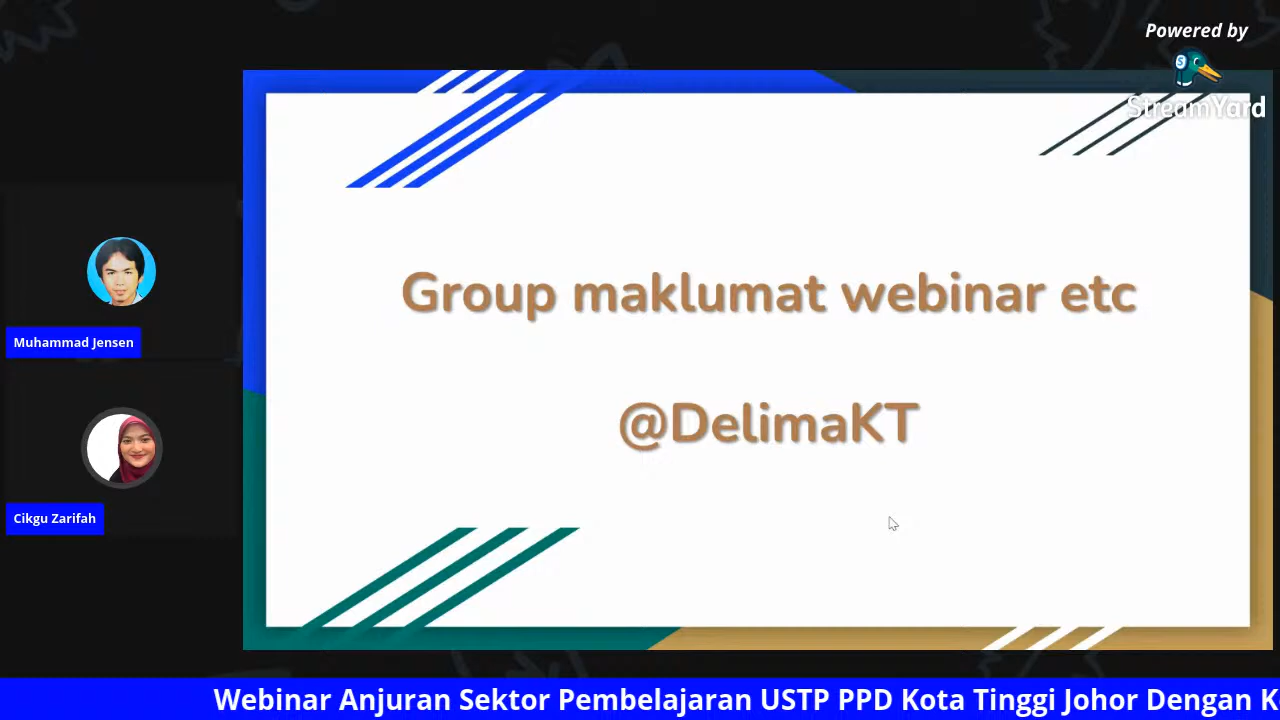 Powered by
StreamYard
Group maklumat webinar etc
@DelimaKT
Muhammad Jensen
Cikgu Zarifah
Webinar Anjuran Sektor Pembelajaran USTP PPD Kota Tinggi Johor Dengan K